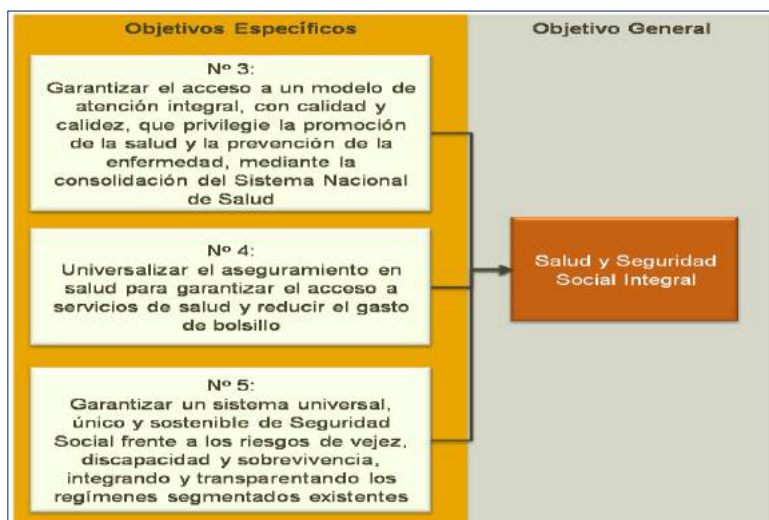 Objetivos Específicos
Objetivo General
Nº 3:
Garantizar el acceso a un modelo de
atención integral, con calidad y
calidez, que privilegie la promoción
de la salud y la prevención de la
enfermedad, mediante la
consolidación del Sistema Nacional
de Salud
Nº 4:
Universalizar el aseguramiento en
salud para garantizar el acceso a
servicios de salud y reducir el gasto
de bolsillo
Nº 5:
Garantizar un sistema universal,
único y sostenible de Seguridad
Social frente a los riesgos de vejez,
discapacidad y sobrevivencia,
integrando y transparentando los
regímenes segmentados existentes
Salud y Seguridad
Social Integral